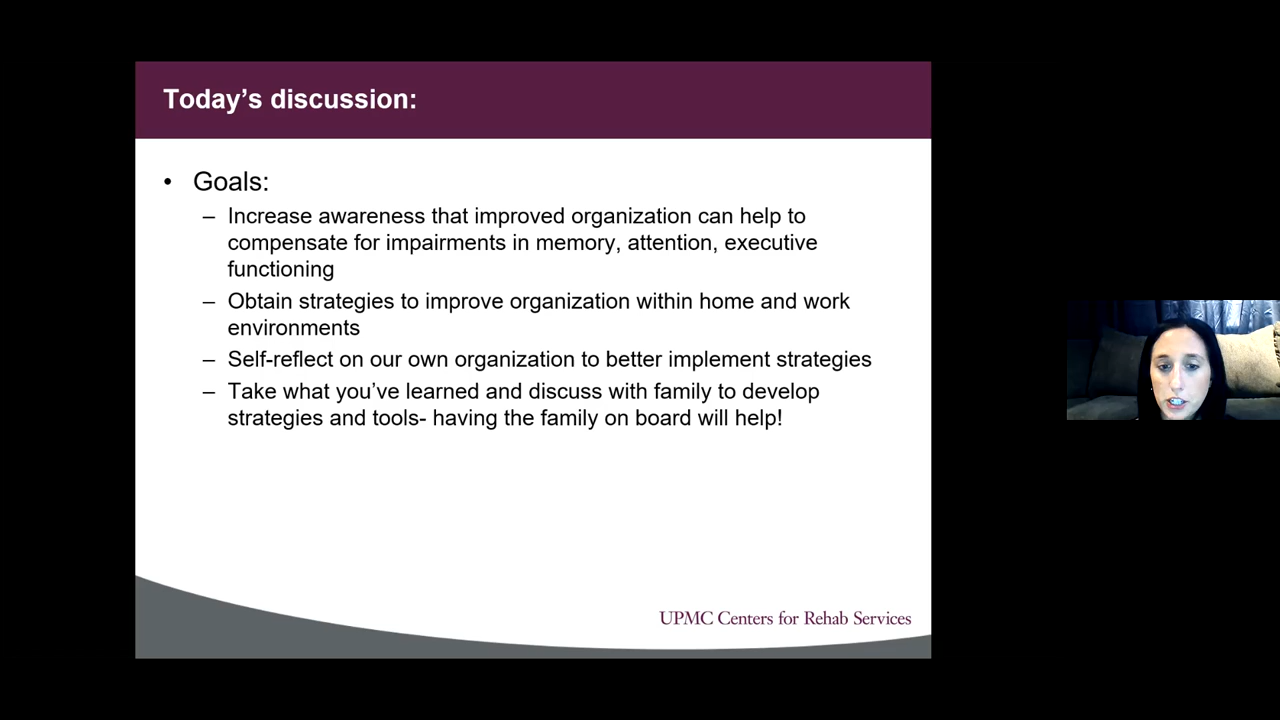 Today’s discussion:
• Goals:
– Increase awareness that improved organization can help to
compensate for impairments in memory, attention, executive
functioning
– Obtain strategies to improve organization within home and work
environments
– Self-reflect on our own organization to better implement strategies
– Take what you’ve learned and discuss with family to develop
strategies and tools- having the family on board will help!
UPMC Centers for Rehab Services